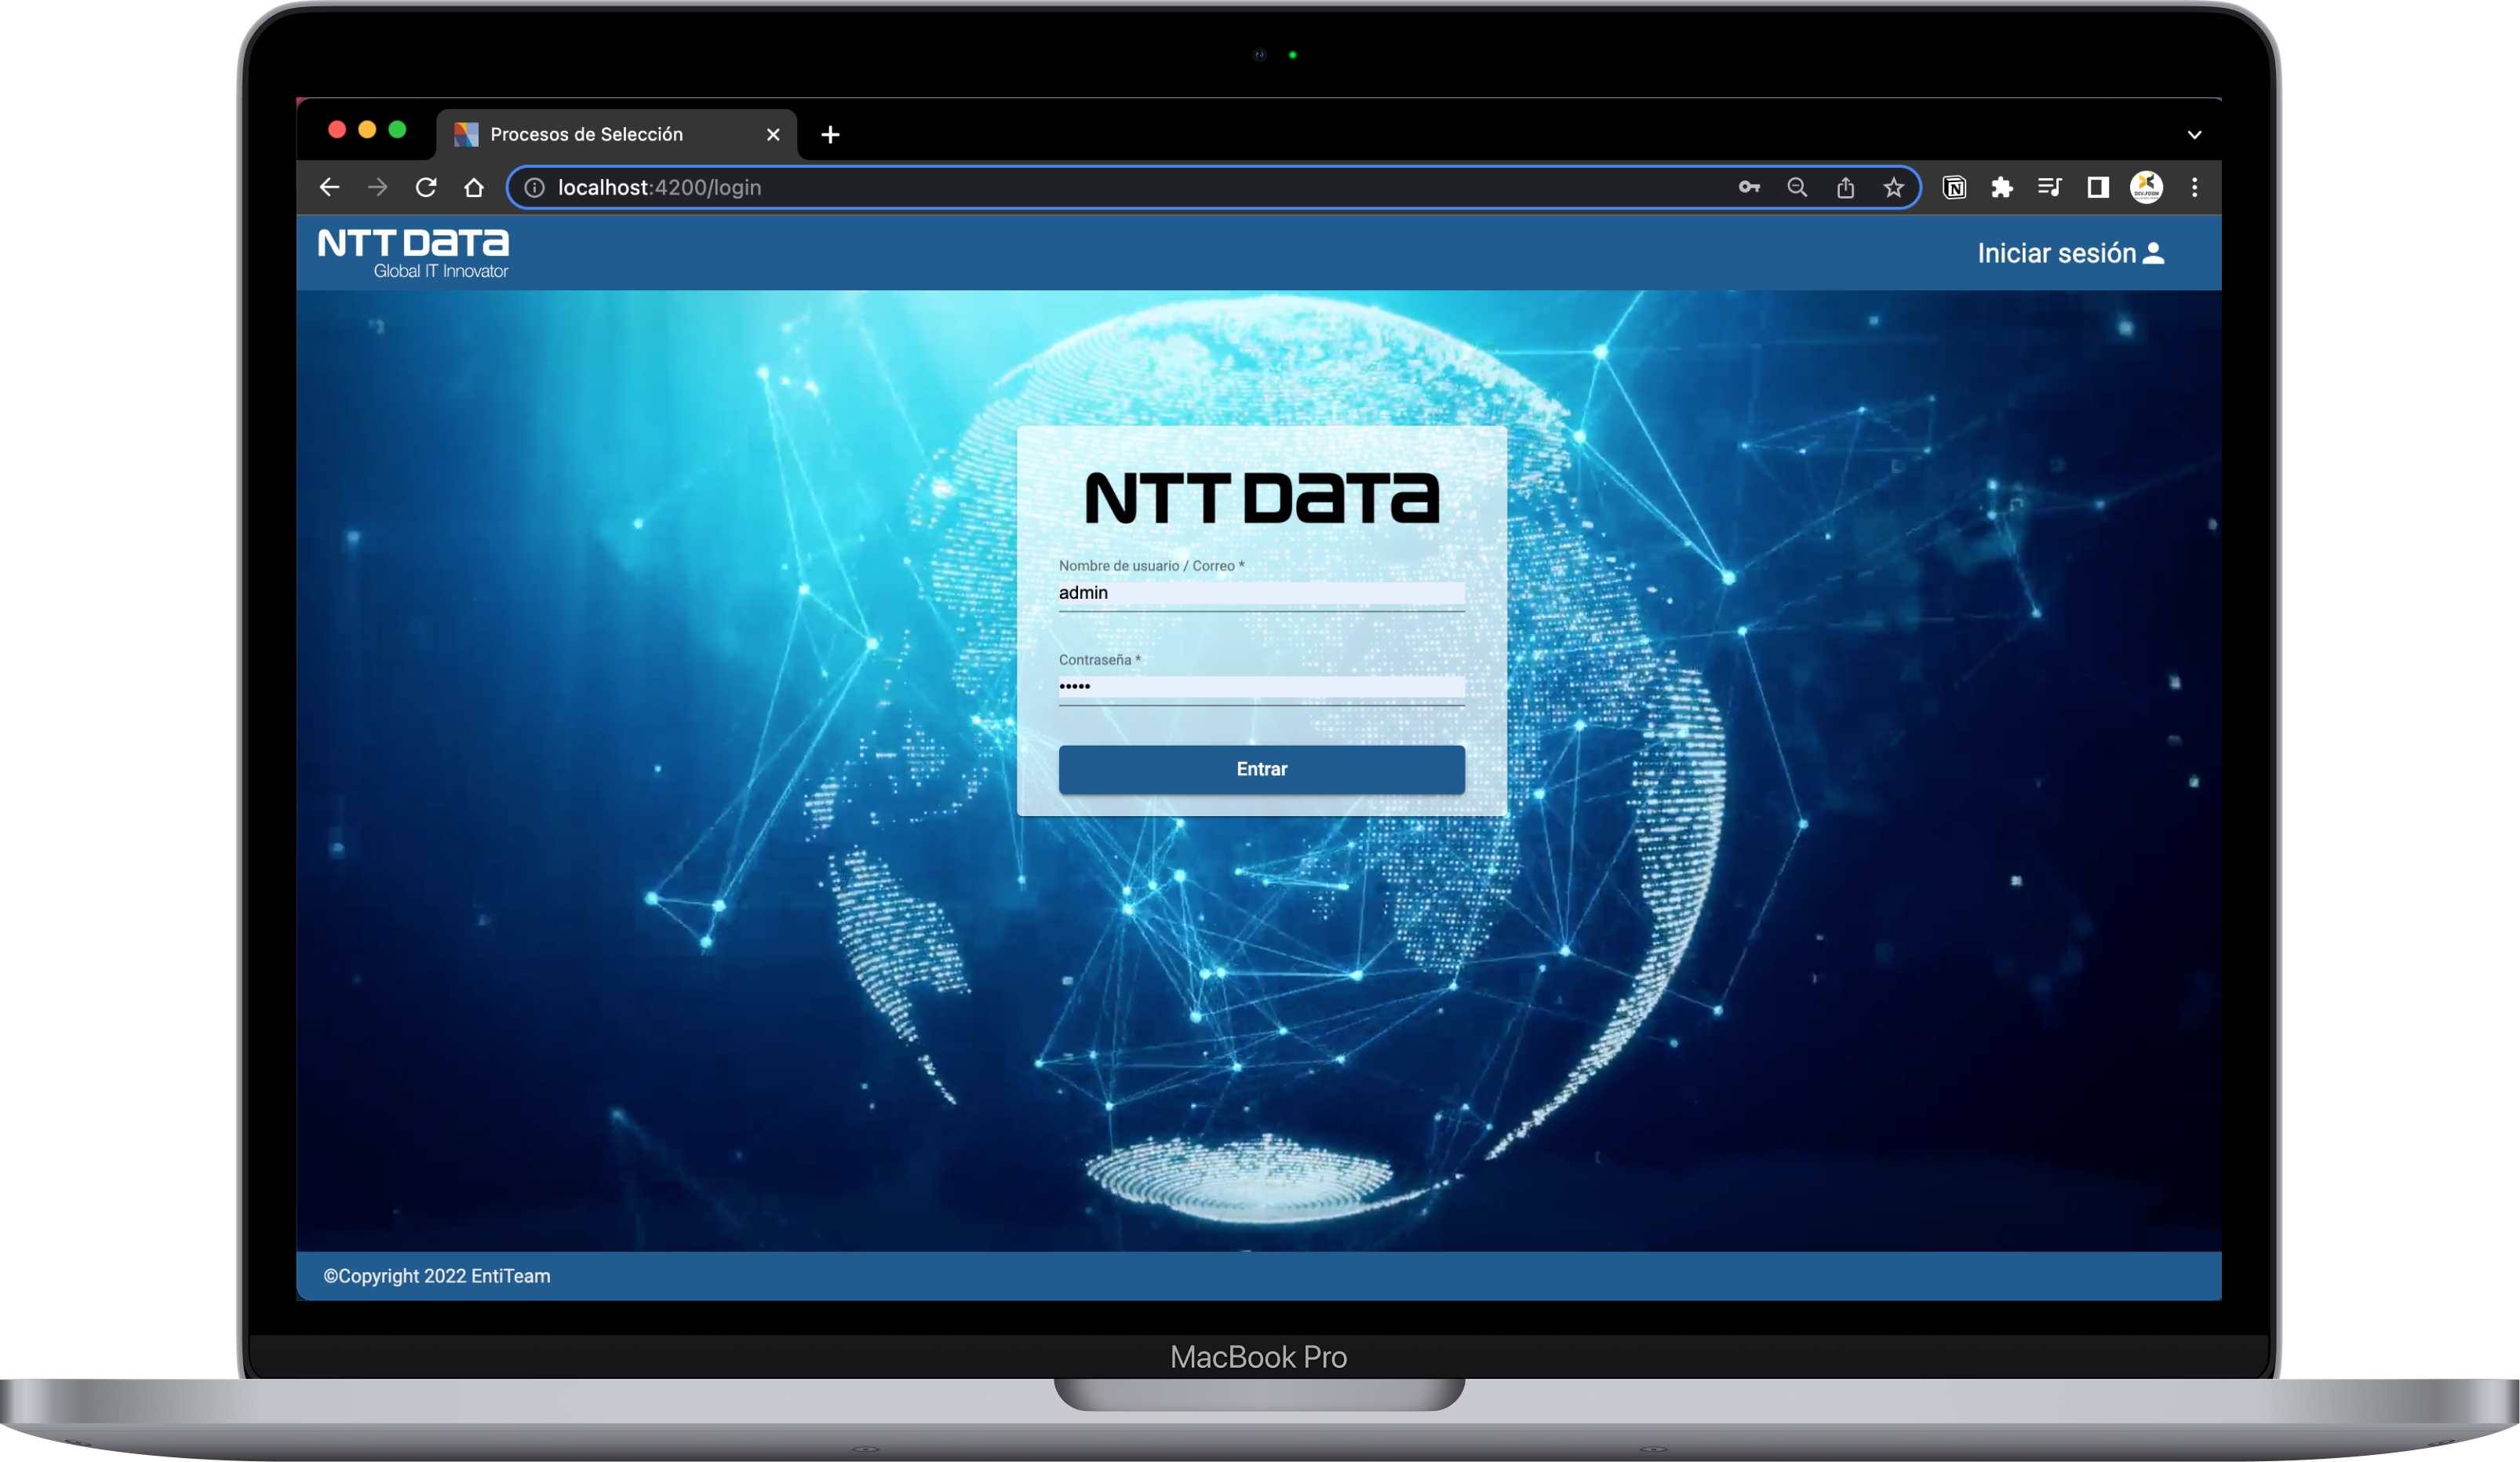 Procesos de Selección
localhost:4200/login
NTT DATA
Global IT Innovator
Iniciar sesión
NTT DATA
Nombre de usuario / Correo *
admin
Contraseña *
•••••
Entrar
©Copyright 2022 EntiTeam
MacBook Pro